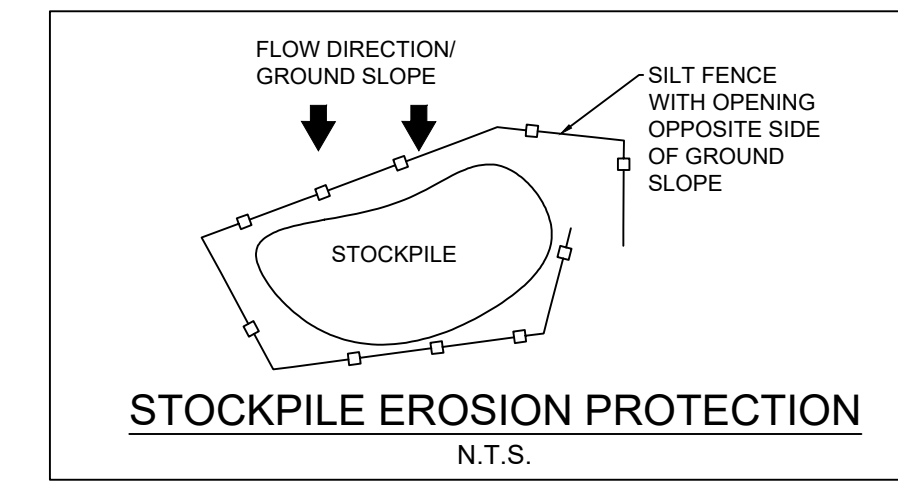 FLOW DIRECTION/
GROUND SLOPE
SILT FENCE
WITH OPENING
OPPOSITE SIDE
OF GROUND
SLOPE
STOCKPILE
STOCKPILE EROSION PROTECTION
N.T.S.